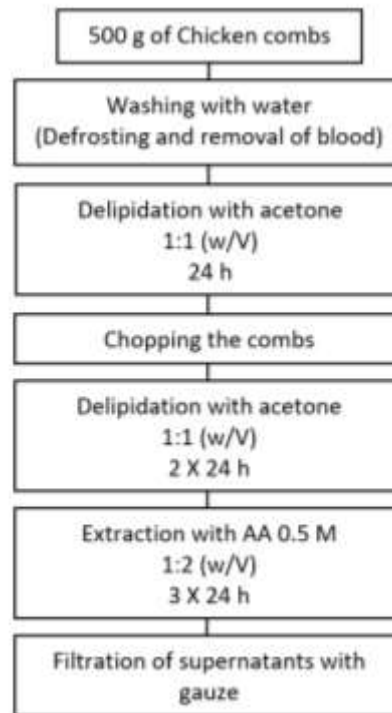 500 g of Chicken combs
Washing with water
(Defrosting and removal of blood)
Delipidation with acetone
1:1 (w/V)
24 h
Chopping the combs
Delipidation with acetone
1:1 (w/V)
2 X 24 h
Extraction with AA 0.5 M
1:2 (w/V)
3 X 24 h
Filtration of supernatants with
gauze